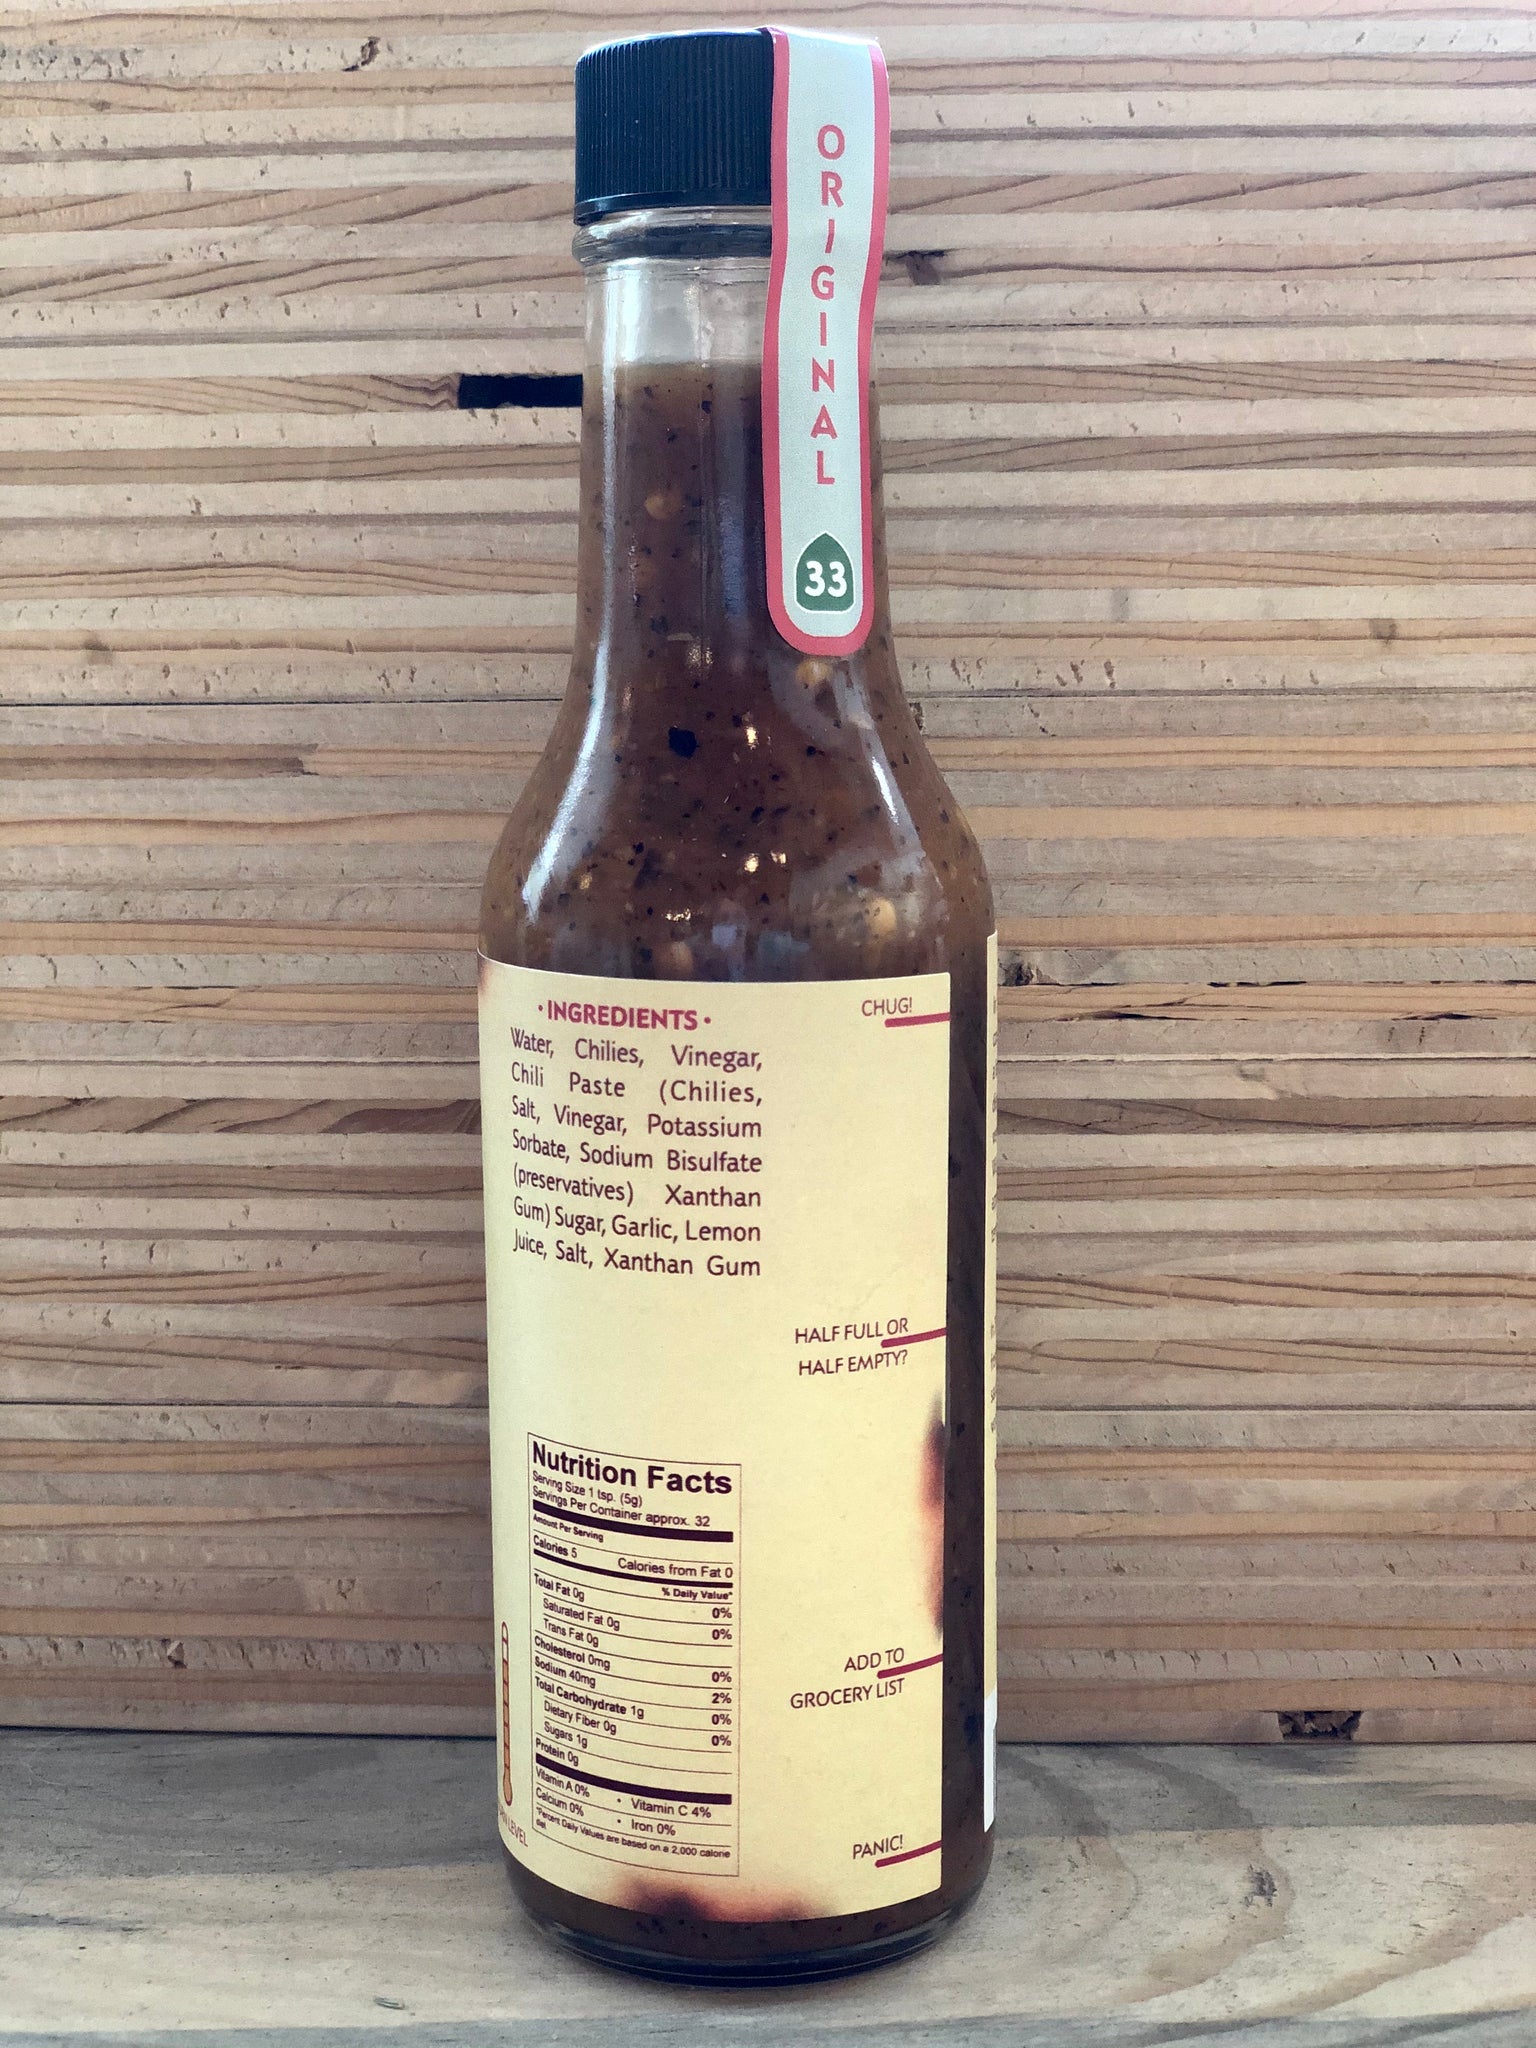 ORIGINAL
33
• INGREDIENTS •
Water, Chilies, Vinegar,
Chili Paste (Chilies,
Salt, Vinegar, Potassium
Sorbate, Sodium Bisulfate
(preservatives) Xanthan
Gum) Sugar, Garlic, Lemon
Juice, Salt, Xanthan Gum
CHUG!
HALF FULL OR
HALF EMPTY?
ADD TO
GROCERY LIST
PANIC!
Nutrition Facts
Serving Size 1 tsp. (5g)
Servings Per Container approx. 32
Amount Per Serving
Calories 5 Calories from Fat 0
% Daily Value*
Total Fat 0g 0%
Saturated Fat 0g 0%
Trans Fat 0g
Cholesterol 0mg 0%
Sodium 40mg 2%
Total Carbohydrate 1g 0%
Dietary Fiber 0g 0%
Sugars 1g
Protein 0g
Vitamin A 0% • Vitamin C 4%
Calcium 0% • Iron 0%
*Percent Daily Values are based on a 2,000 calorie
diet
LEVEL